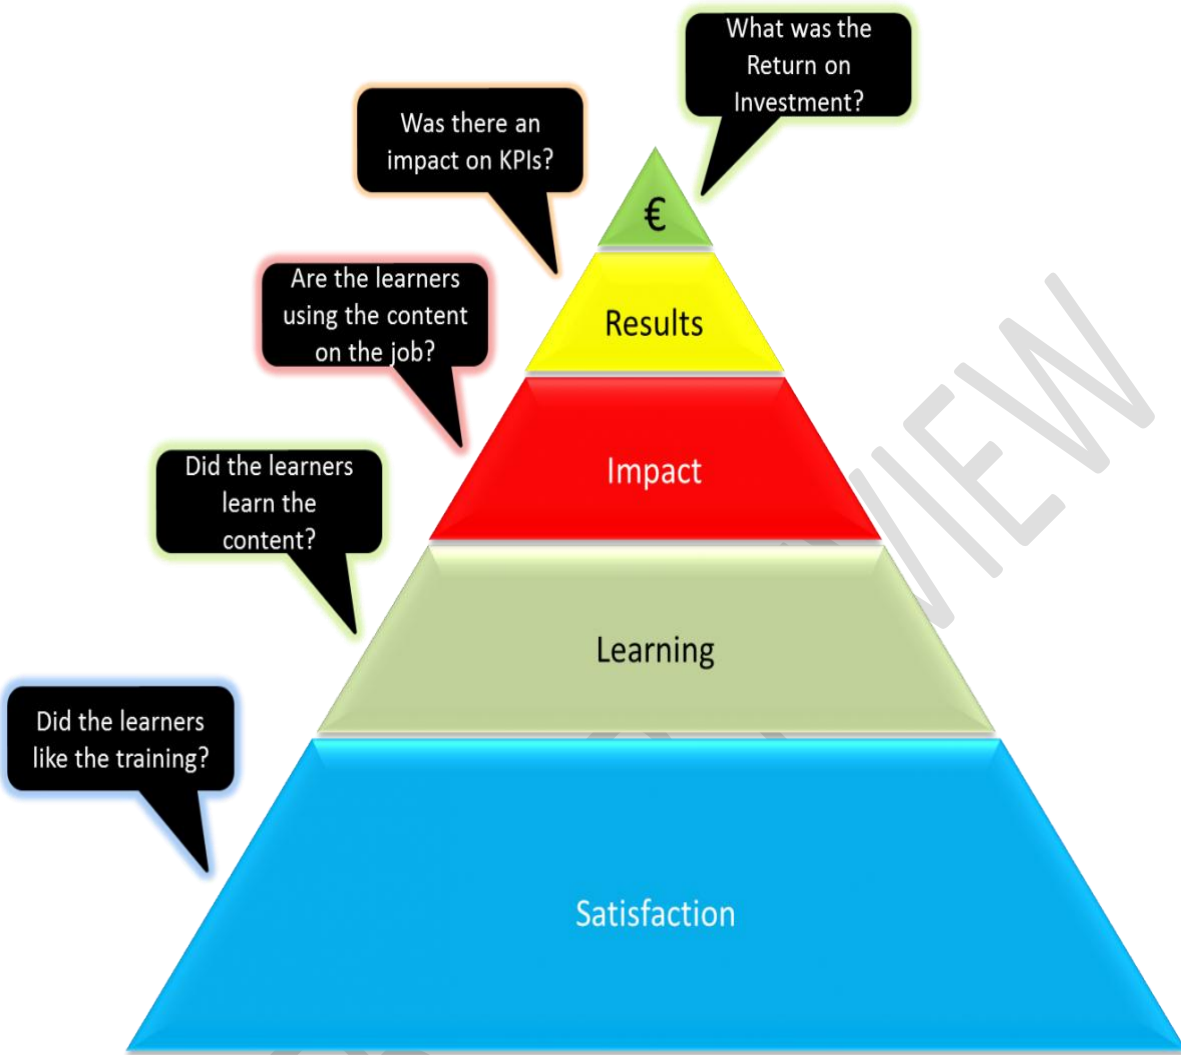 What was the
Return on
Investment?
Was there an
impact on KPIs?
€
Are the learners
using the content
on the job?
Results
Did the learners
learn the
content?
Impact
Learning
Did the learners
like the training?
Satisfaction
VIEW